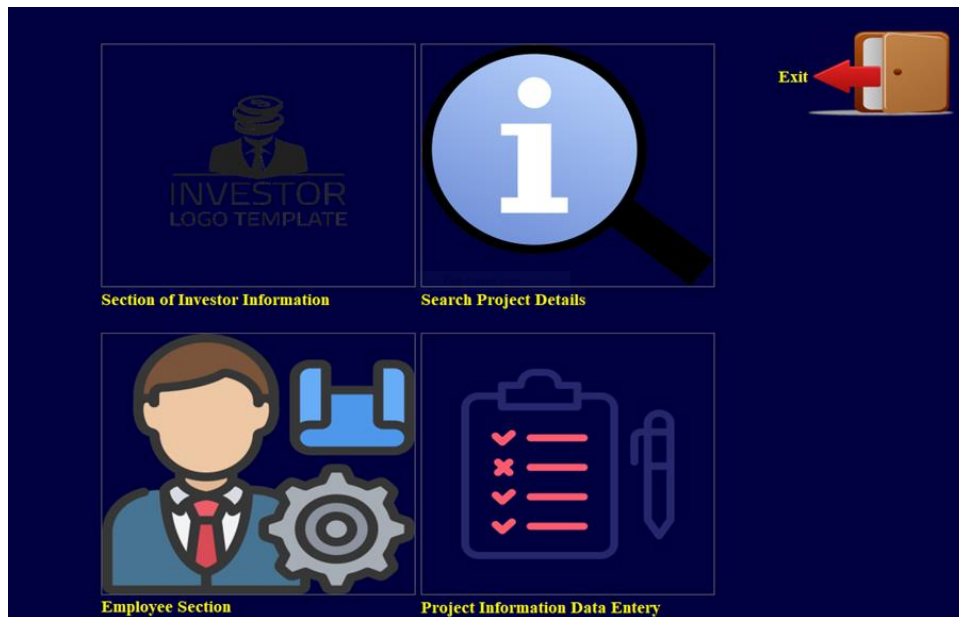 Exit
INVESTOR
LOGO TEMPLATE
Section of Investor Information
Search Project Details
Employee Section
Project Information Data Entery